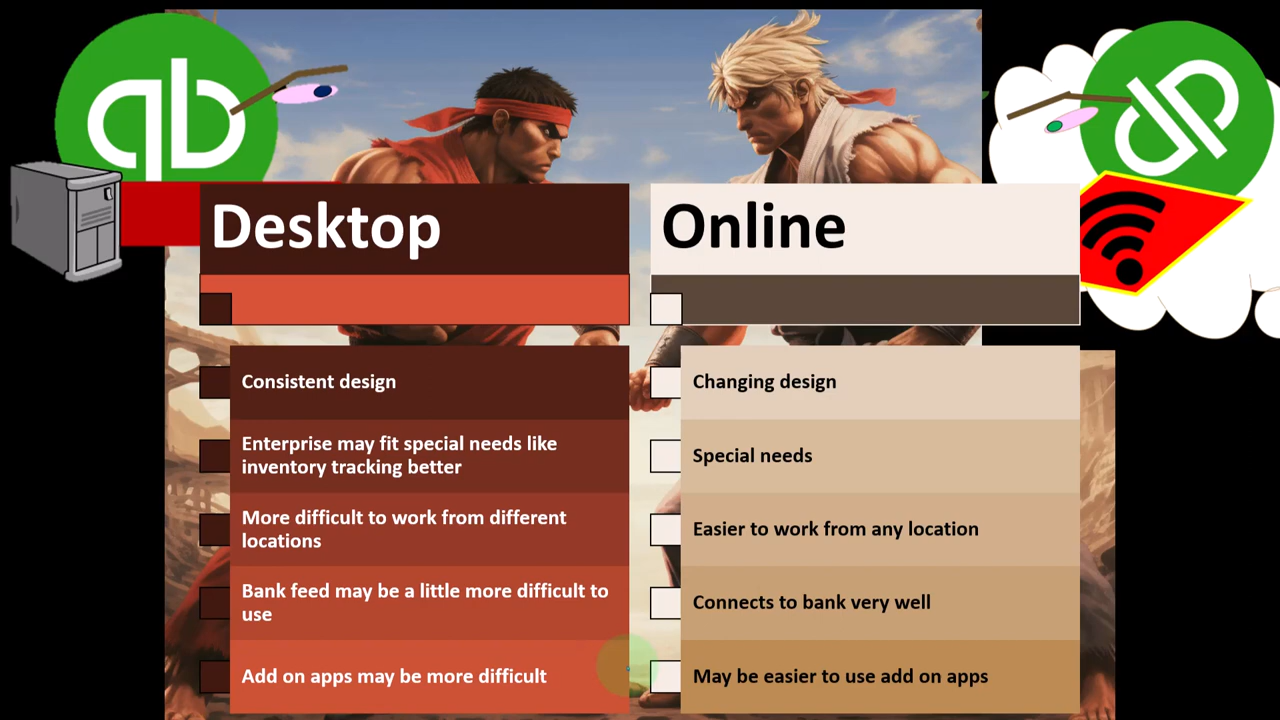 qb
qb
Desktop
Online
Consistent design
Changing design
Enterprise may fit special needs like
inventory tracking better
Special needs
More difficult to work from different
locations
Easier to work from any location
Bank feed may be a little more difficult to
use
Connects to bank very well
Add on apps may be more difficult
May be easier to use add on apps